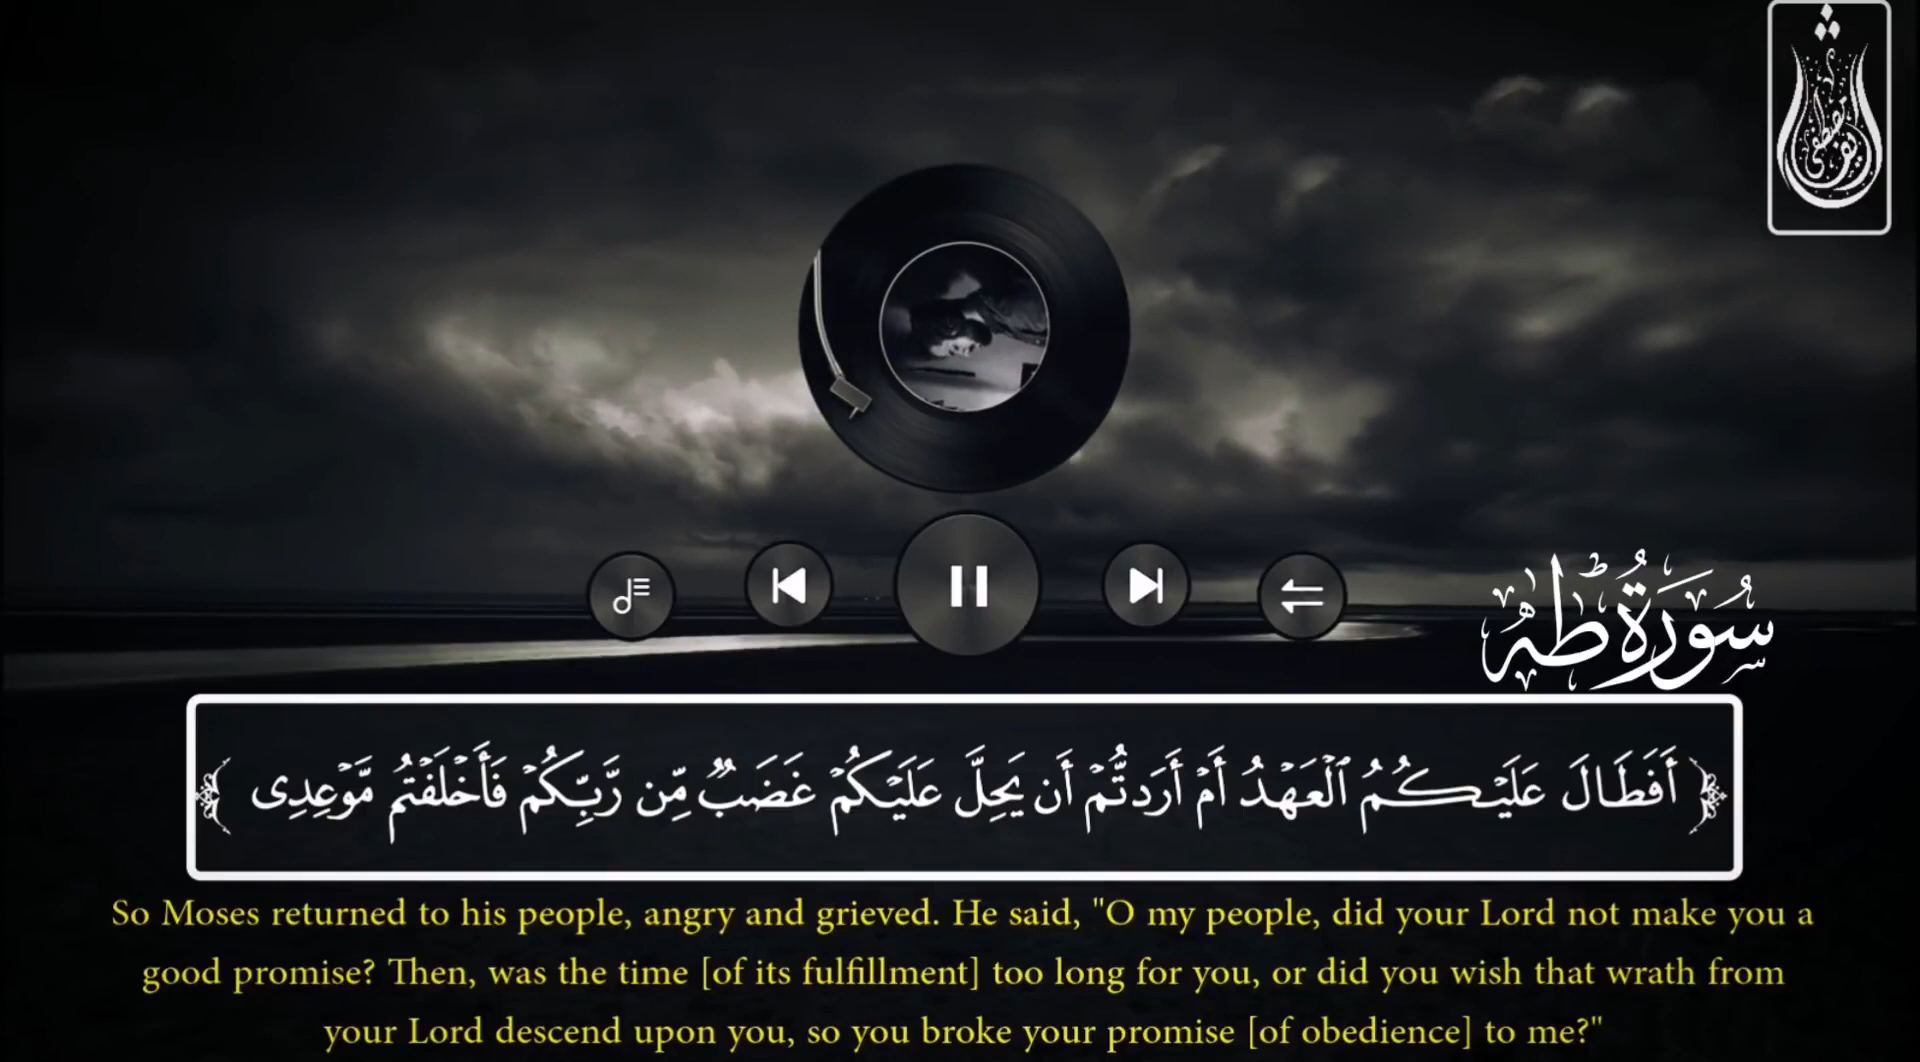 سُورَةُ طه
أَفَطَالَ عَلَيْكُمُ ٱلْعَهْدُ أَمْ أَرَدتُّمْ أَن يَحِلَّ عَلَيْكُمْ غَضَبٌ مِّن رَّبِّكُمْ فَأَخْلَفْتُم مَّوْعِدِى
So Moses returned to his people, angry and grieved. He said, "O my people, did your Lord not make you a
good promise? Then, was the time [of its fulfillment] too long for you, or did you wish that wrath from
your Lord descend upon you, so you broke your promise [of obedience] to me?"